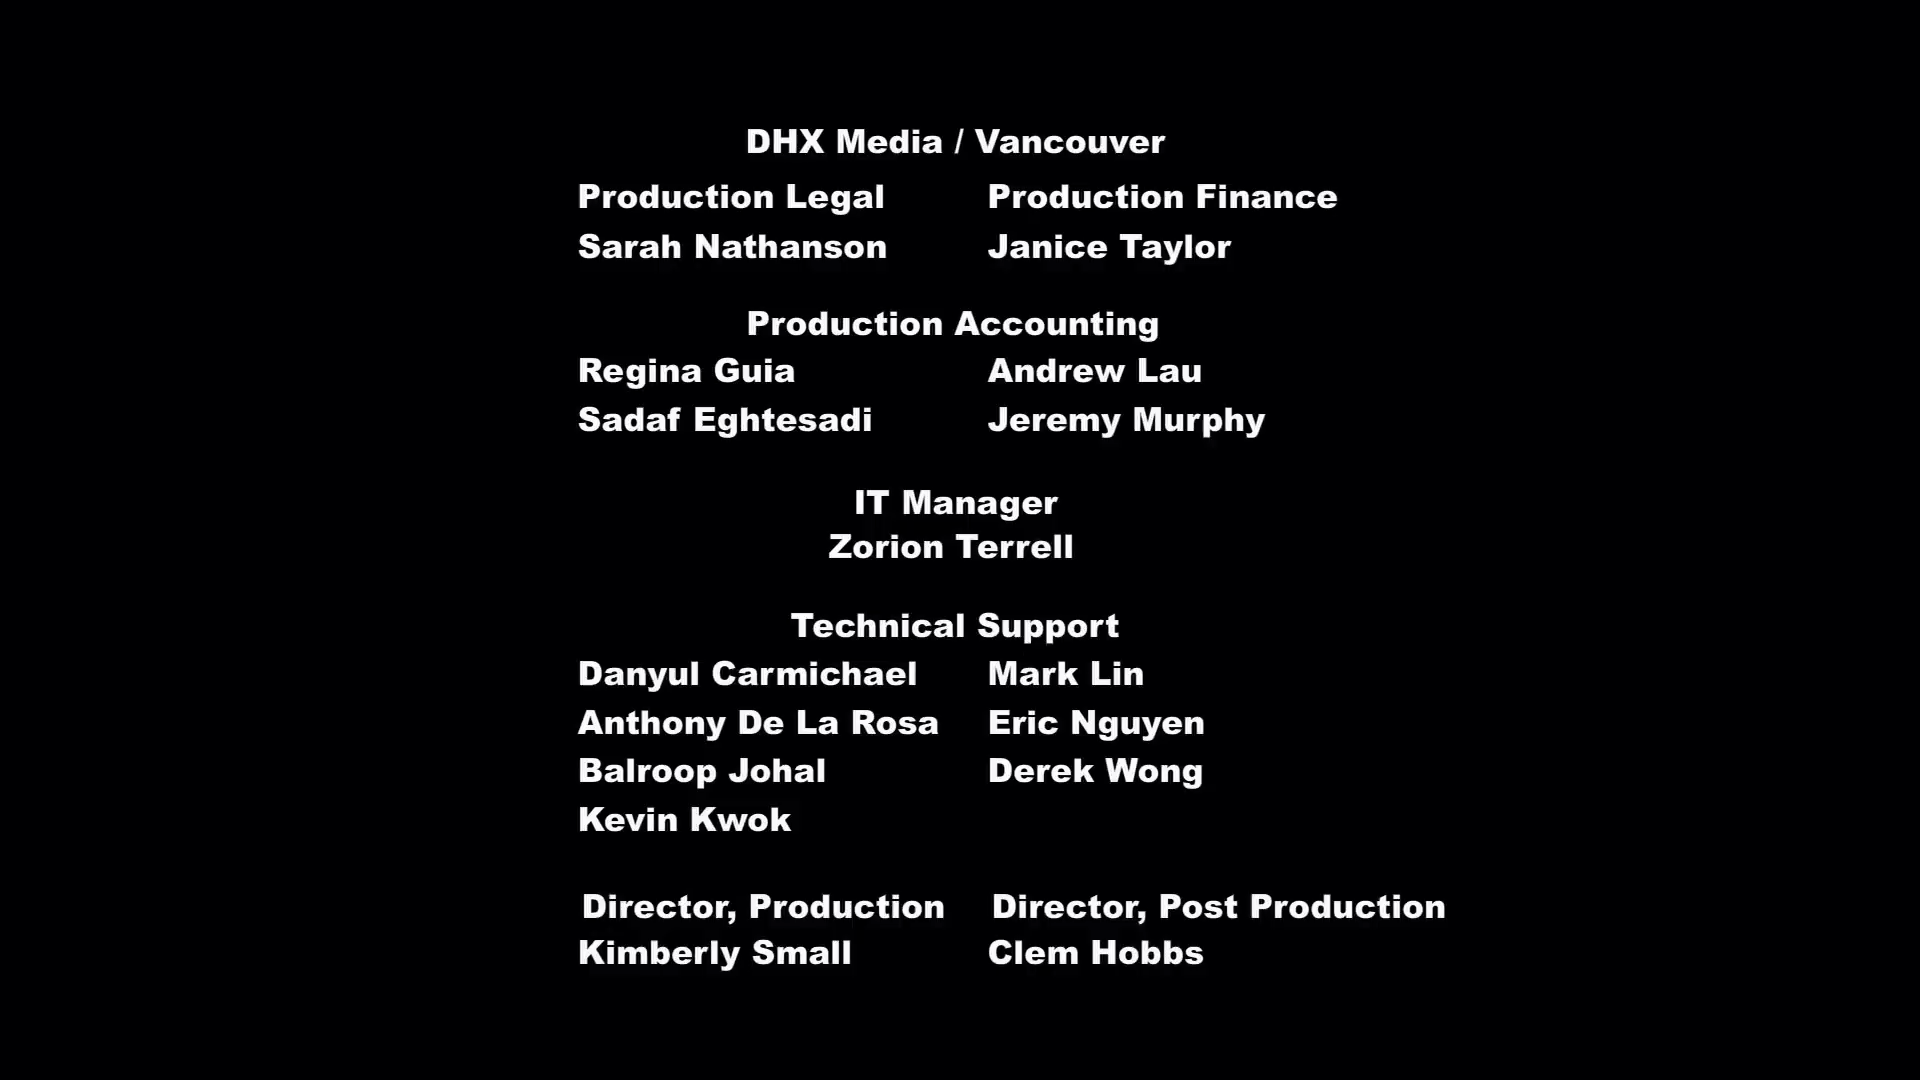 DHX Media / Vancouver
Production Legal Production Finance
Sarah Nathanson Janice Taylor
Production Accounting
Regina Guia Andrew Lau
Sadaf Eghtesadi Jeremy Murphy
IT Manager
Zorion Terrell
Technical Support
Danyul Carmichael Mark Lin
Anthony De La Rosa Eric Nguyen
Balroop Johal Derek Wong
Kevin Kwok
Director, Production Director, Post Production
Kimberly Small Clem Hobbs